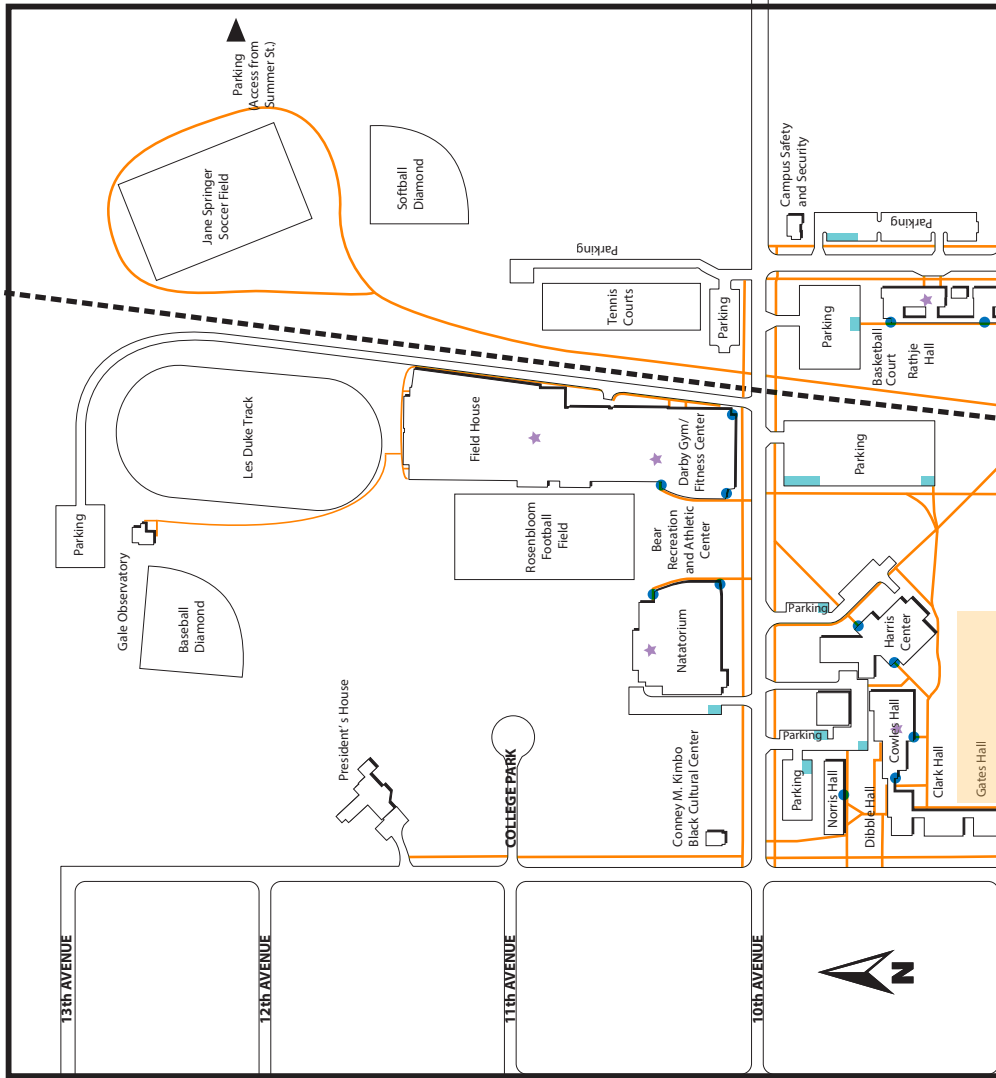 Parking
(Access from
Summer St.)
Jane Springer
Soccer Field
Softball
Diamond
Campus Safety
and Security
Parking
Parking
Tennis
Courts
Parking
Parking
Basketball
Court
Rathje
Hall
Les Duke Track
Field House
Darby Gym/
Fitness Center
Parking
Parking
Gale Observatory
Rosenbloom
Football
Field
Bear
Recreation
and Athletic
Center
Baseball
Diamond
Natatorium
Parking
Harris
Center
President's House
COLLEGE PARK
Conney M. Kimbo
Black Cultural Center
Parking
Parking
Norris Hall
Dibble Hall
Cowles Hall
Clark Hall
Gates Hall
13th AVENUE
12th AVENUE
11th AVENUE
10th AVENUE
N